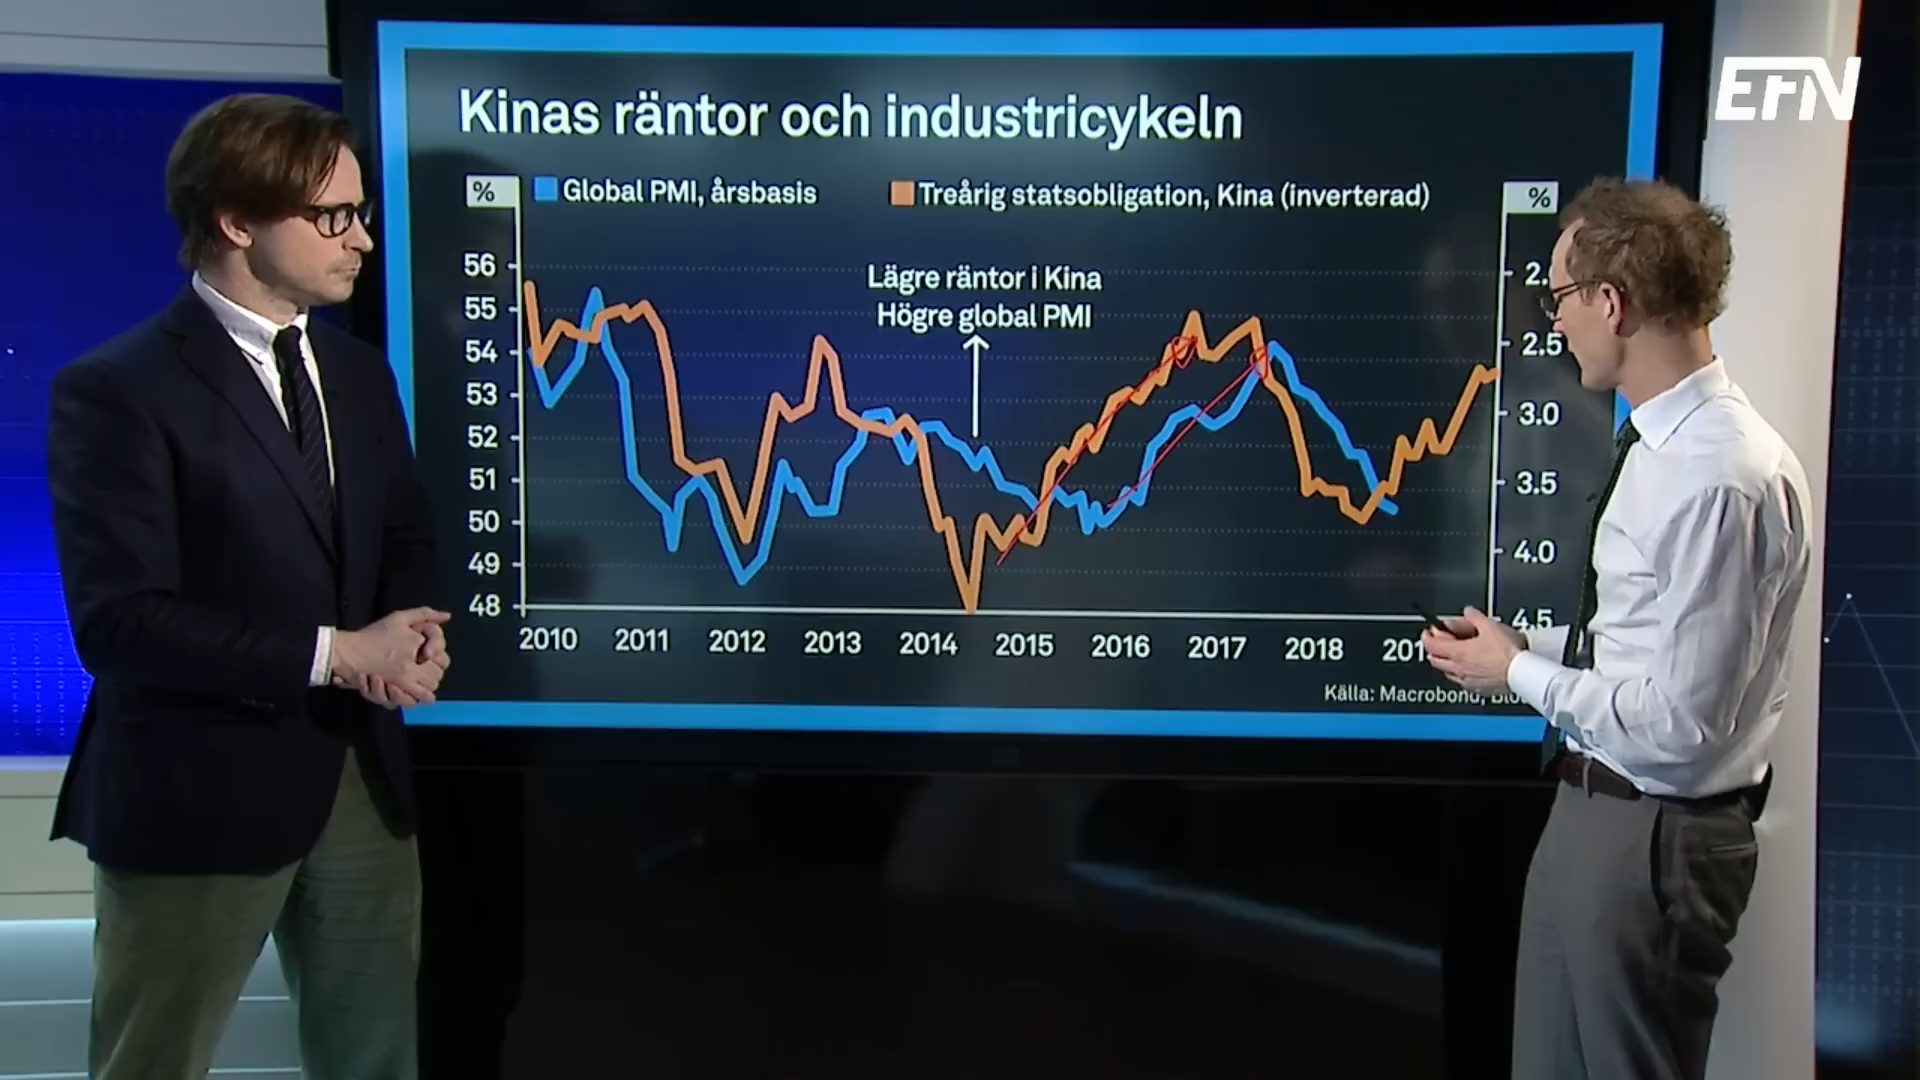 EFN
Kinas räntor och industricykeln
% Global PMI, årsbasis Treårig statsobligation, Kina (inverterad) %
Lägre räntor i Kina
Högre global PMI
56
55
54
53
52
51
50
49
48
2.5
3.0
3.5
4.0
4.5
2010 2011 2012 2013 2014 2015 2016 2017 2018
Källa: Macrobond,